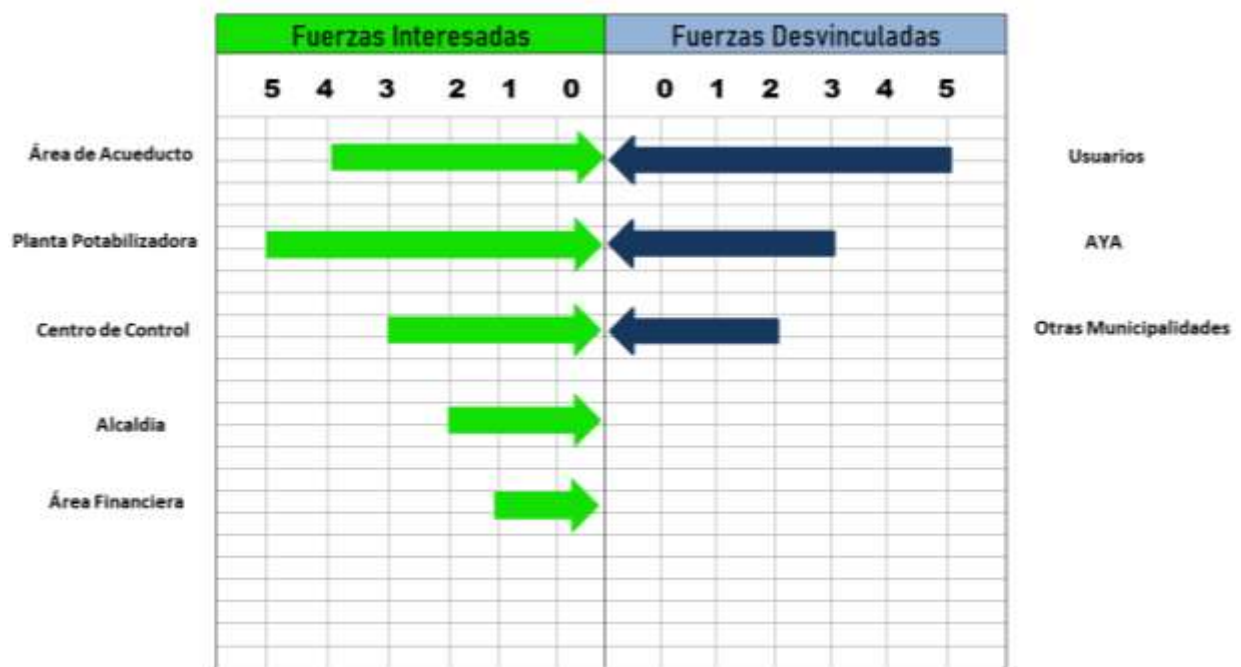 Fuerzas Interesadas Fuerzas Desvinculadas
5 4 3 2 1 0 0 1 2 3 4 5
Área de Acueducto Usuarios
Planta Potabilizadora AYA
Centro de Control Otras Municipalidades
Alcaldia
Área Financiera